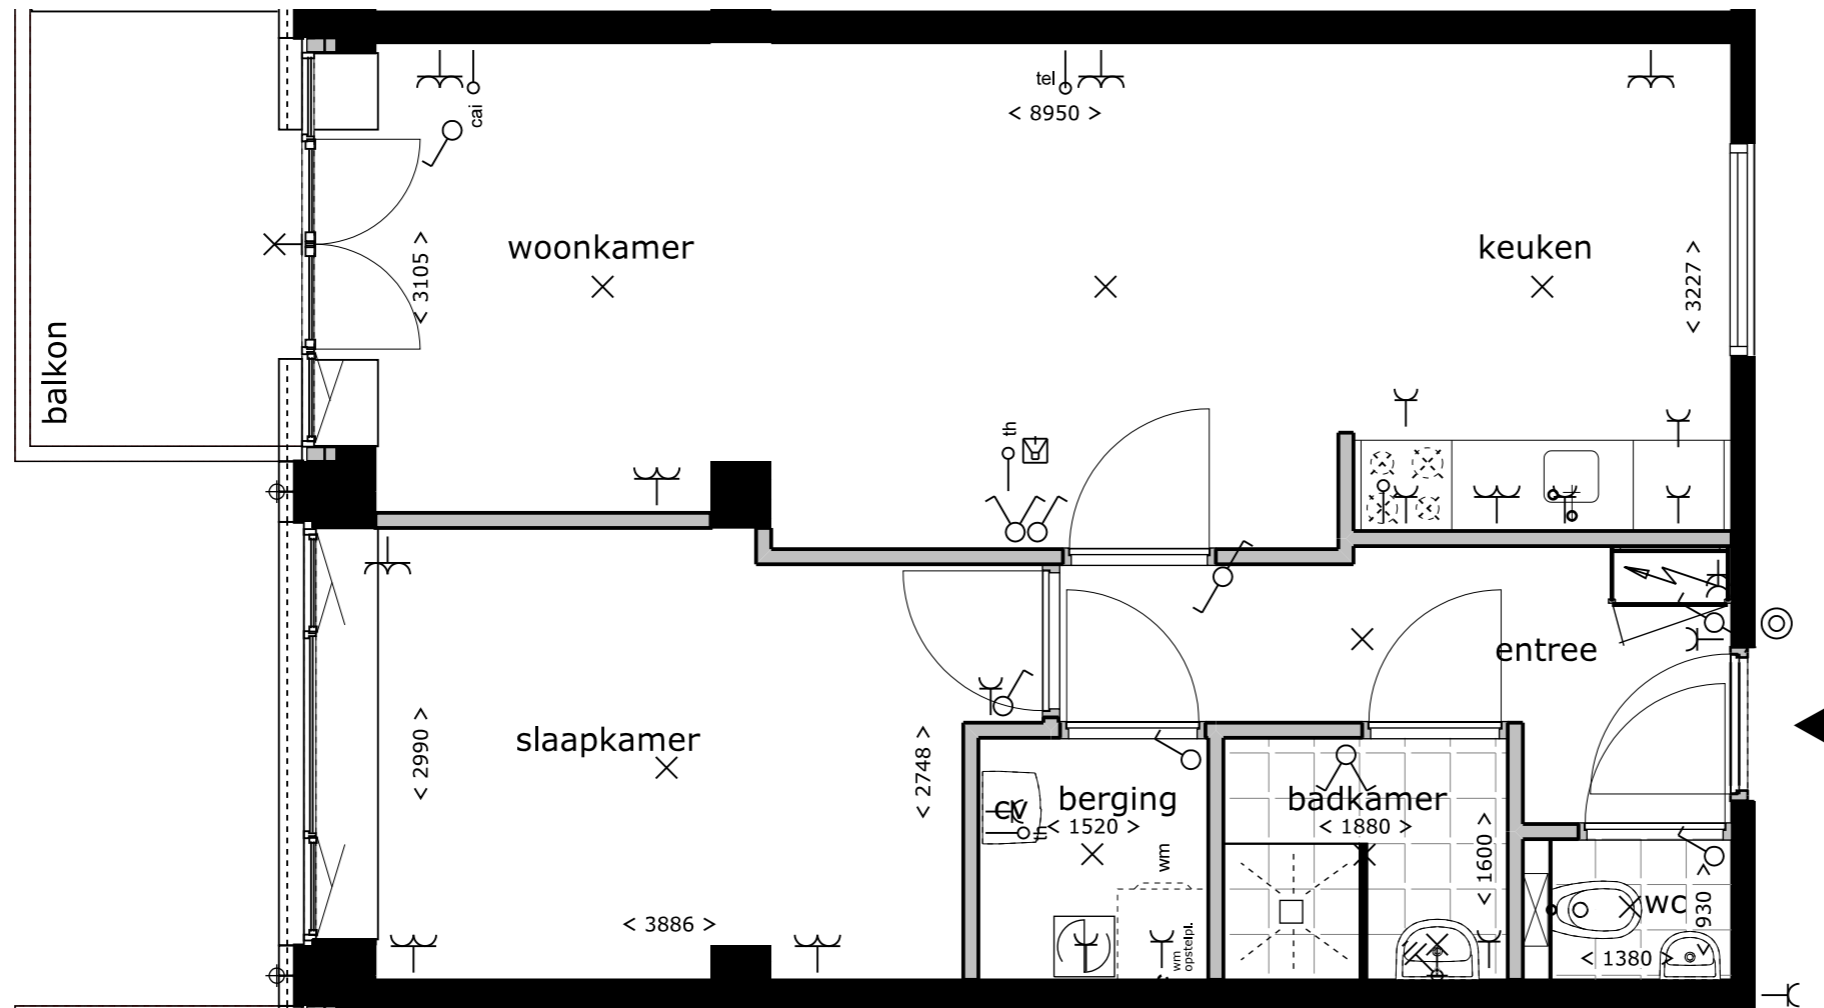 tel
cai
< 8950 >
woonkamer
keuken
< 3105 >
< 3227 >
balkon
th
entree
slaapkamer
< 2990 >
< 2748 >
cv
berging
< 1520 >
badkamer
< 1880 >
< 1600 >
wm
< 3886 >
wc
< 930 >
wm
opstelpl.
< 1380 >